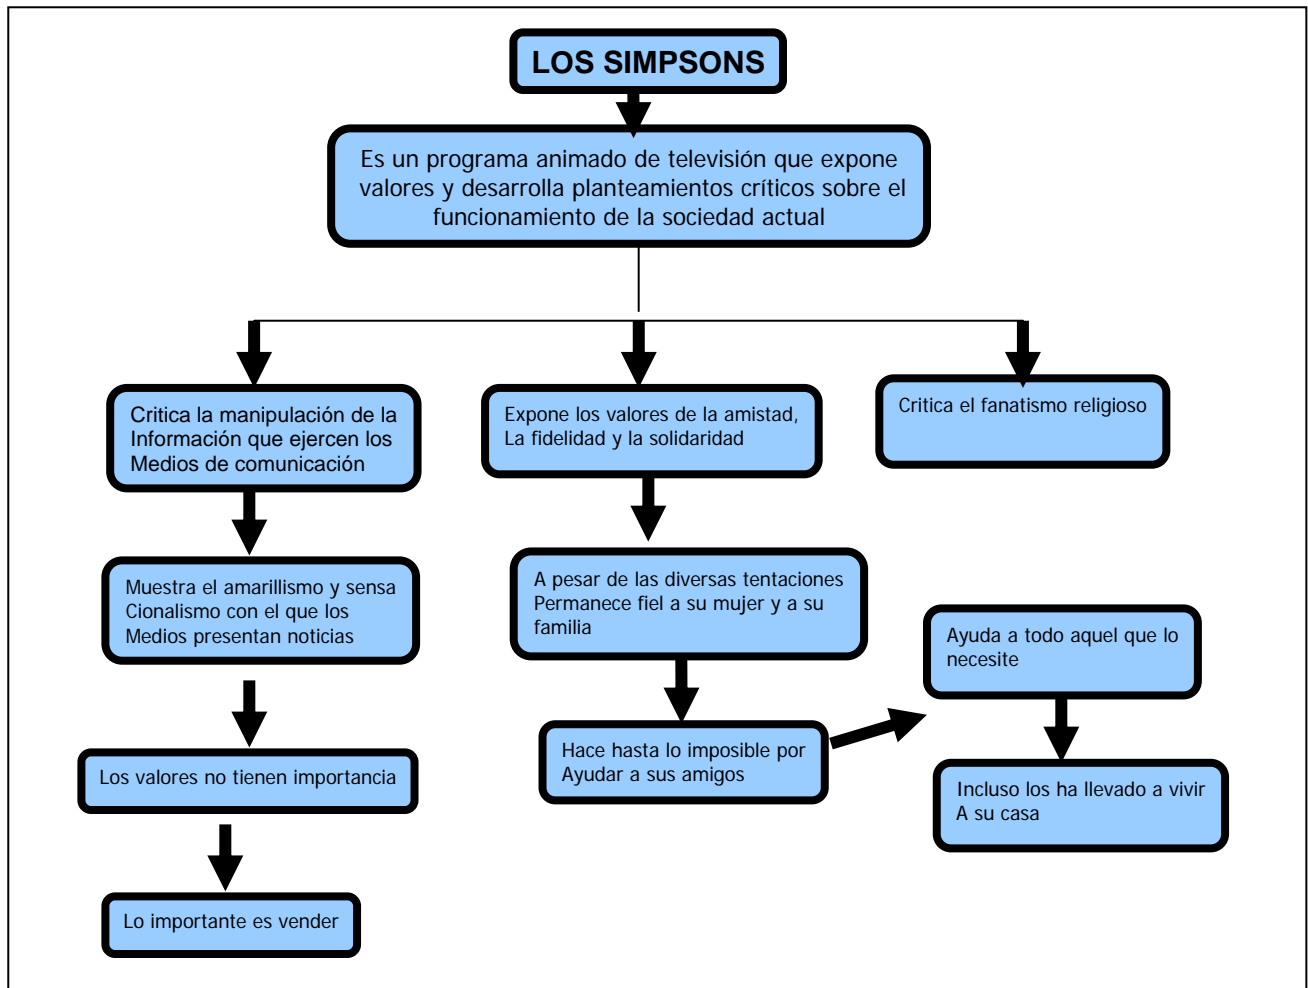 LOS SIMPSONS
Es un programa animado de televisión que expone
valores y desarrolla planteamientos críticos sobre el
funcionamiento de la sociedad actual
Critica la manipulación de la
Información que ejercen los
Medios de comunicación
Muestra el amarillismo y sensa
Cionalismo con el que los
Medios presentan noticias
Los valores no tienen importancia
Lo importante es vender
Expone los valores de la amistad,
La fidelidad y la solidaridad
A pesar de las diversas tentaciones
Permanece fiel a su mujer y a su
familia
Hace hasta lo imposible por
Ayudar a sus amigos
Ayuda a todo aquel que lo
necesite
Incluso los ha llevado a vivir
A su casa
Critica el fanatismo religioso